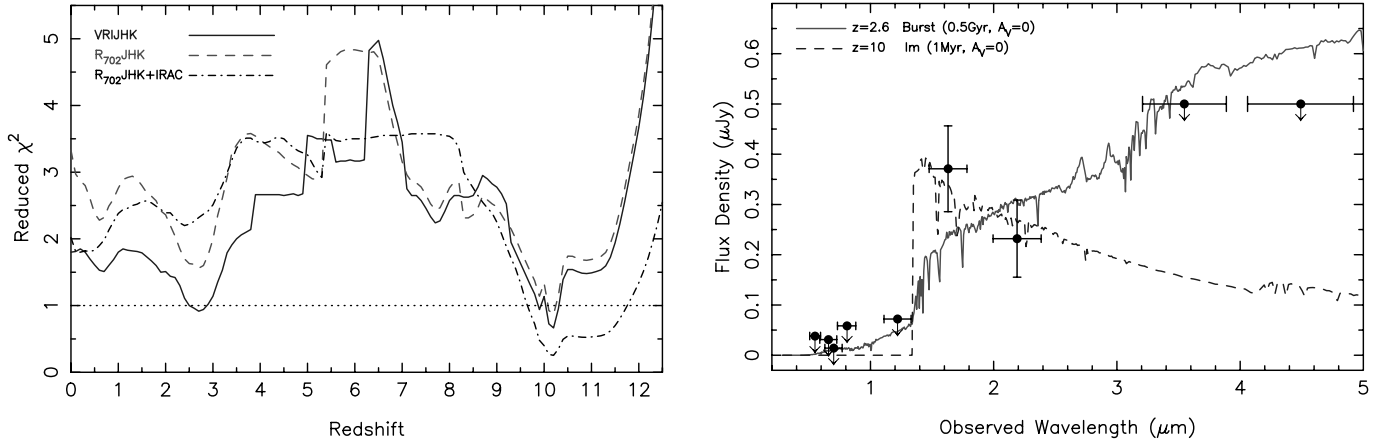 VRIJHK
R702JHK
R702JHK+IRAC
Reduced χ2
5
4
3
2
1
0
0 1 2 3 4 5 6 7 8 9 10 11 12
Redshift
z=2.6 Burst (0.5Gyr, AV=0)
z=10 Im (1Myr, AV=0)
Flux Density (μJy)
0.6
0.5
0.4
0.3
0.2
0.1
0
1 2 3 4 5
Observed Wavelength (μm)